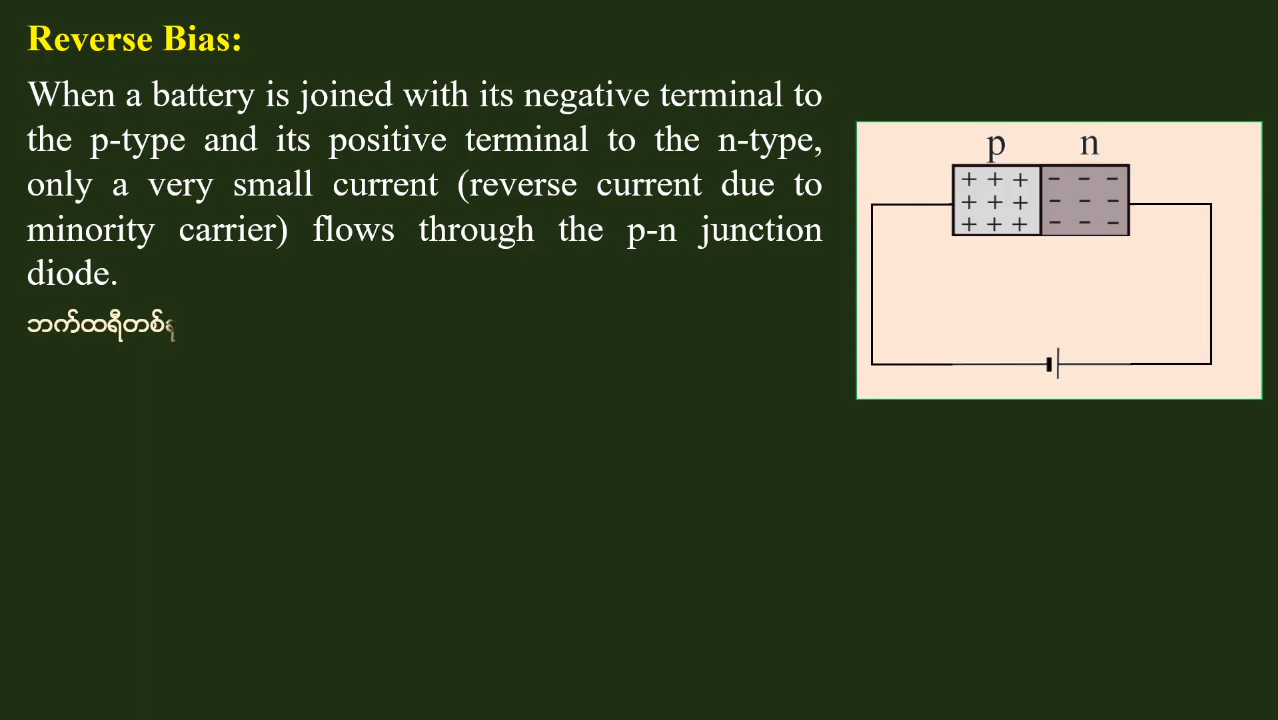 Reverse Bias:
When a battery is joined with its negative terminal to
the p-type and its positive terminal to the n-type,
only a very small current (reverse current due to
minority carrier) flows through the p-n junction
diode.
ဘက်ထရီတစ်
p n
+ + + − − −
+ + + − − −
+ + + − − −